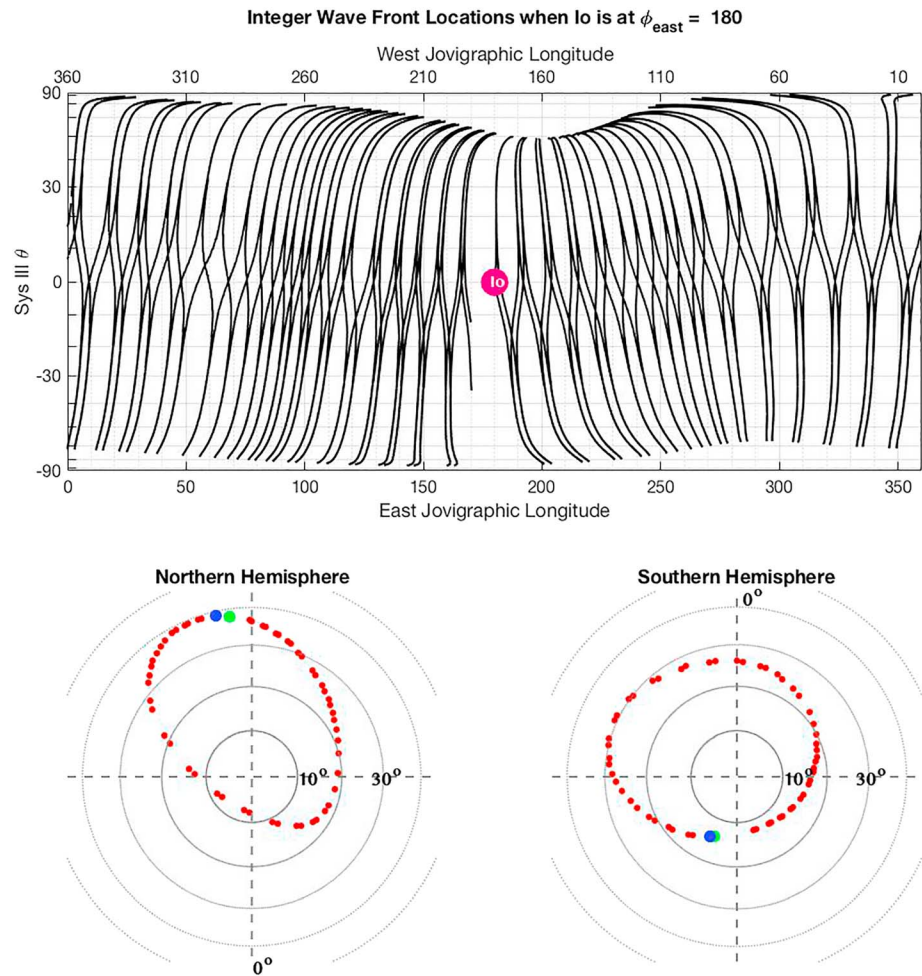 Integer Wave Front Locations when Io is at ϕeast = 180
West Jovigraphic Longitude
360 310 260 210 160 110 60 10
90
30
0
-30
-90
Sys III θ
Io
0 50 100 150 200 250 300 350
East Jovigraphic Longitude
Northern Hemisphere
10° 30°
0°
Southern Hemisphere
0°
10° 30°